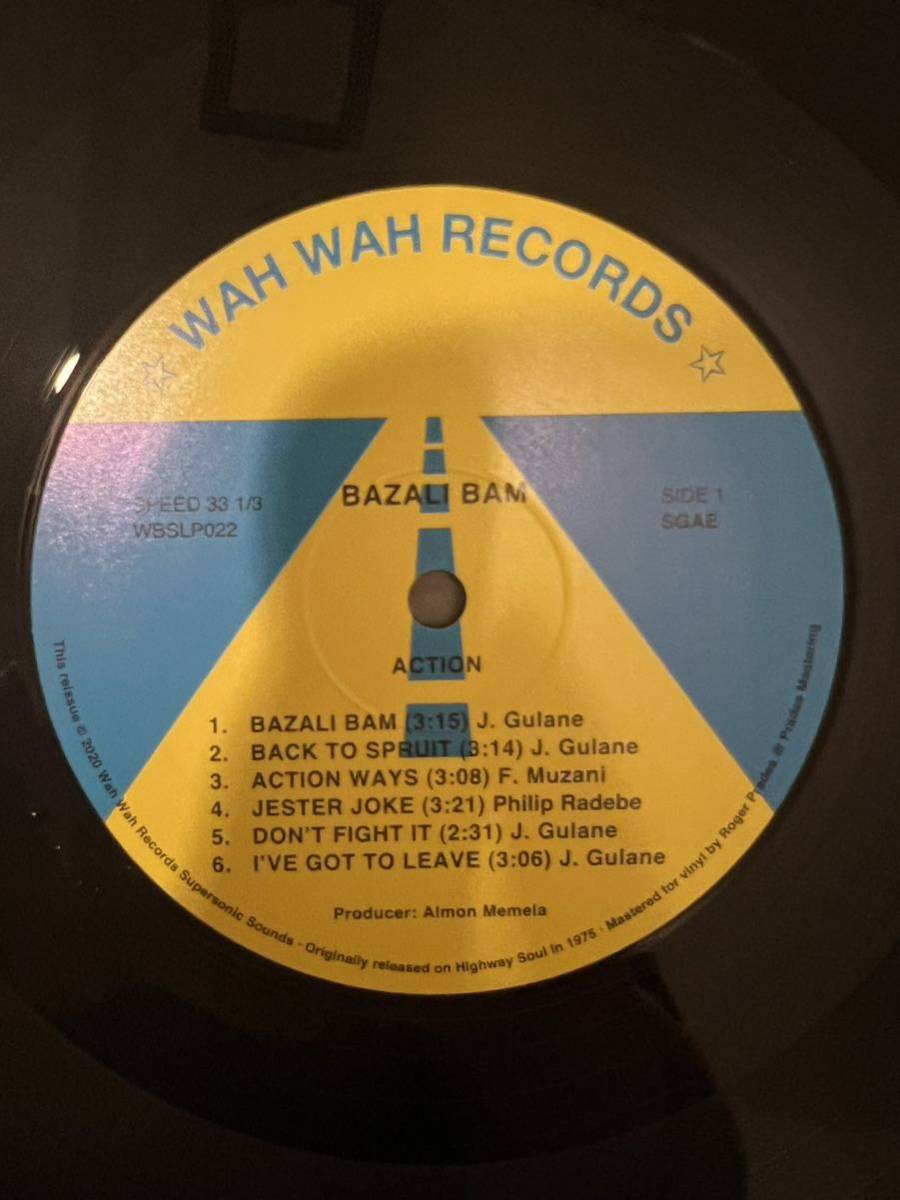 WAH WAH RECORDS
SPEED 33 1/3
WBSLP022
BAZALI BAM
SIDE 1
SGAE
ACTION
1. BAZALI BAM (3:15) J. Gulane
2. BACK TO SPRUIT (3:14) J. Gulane
3. ACTION WAYS (3:08) F. Muzani
4. JESTER JOKE (3:21) Philip Radebe
5. DON'T FIGHT IT (2:31) J. Gulane
6. I'VE GOT TO LEAVE (3:06) J. Gulane
Producer: Almon Memela
This reissue © 2020 Wah Wah Records Supersonic Sounds · Originally released on Highway Soul in 1975 · Mastered for vinyl by Roger Prades @ Prades Mastering